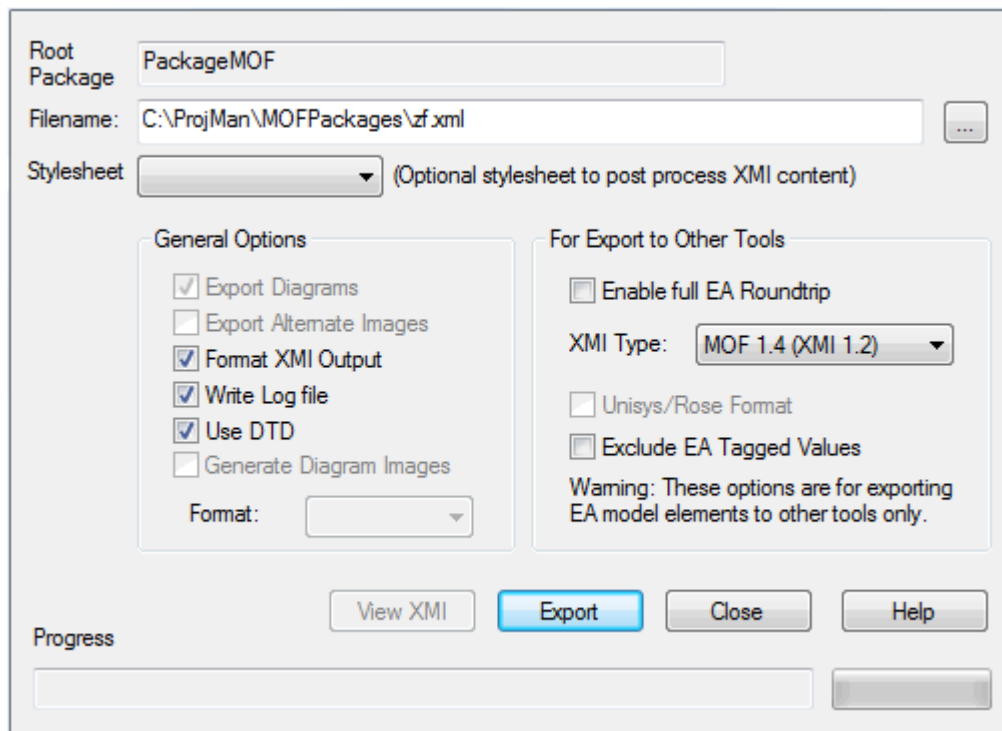 Root Package
PackageMOF
Filename:
C:\ProjMan\MOFPackages\zf.xml
...
Stylesheet
(Optional stylesheet to post process XMI content)
General Options
Export Diagrams
Export Alternate Images
Format XMI Output
Write Log file
Use DTD
Generate Diagram Images
Format:
For Export to Other Tools
Enable full EA Roundtrip
XMI Type:
MOF 1.4 (XMI 1.2)
Unisys/Rose Format
Exclude EA Tagged Values
Warning: These options are for exporting
EA model elements to other tools only.
View XMI
Export
Close
Help
Progress